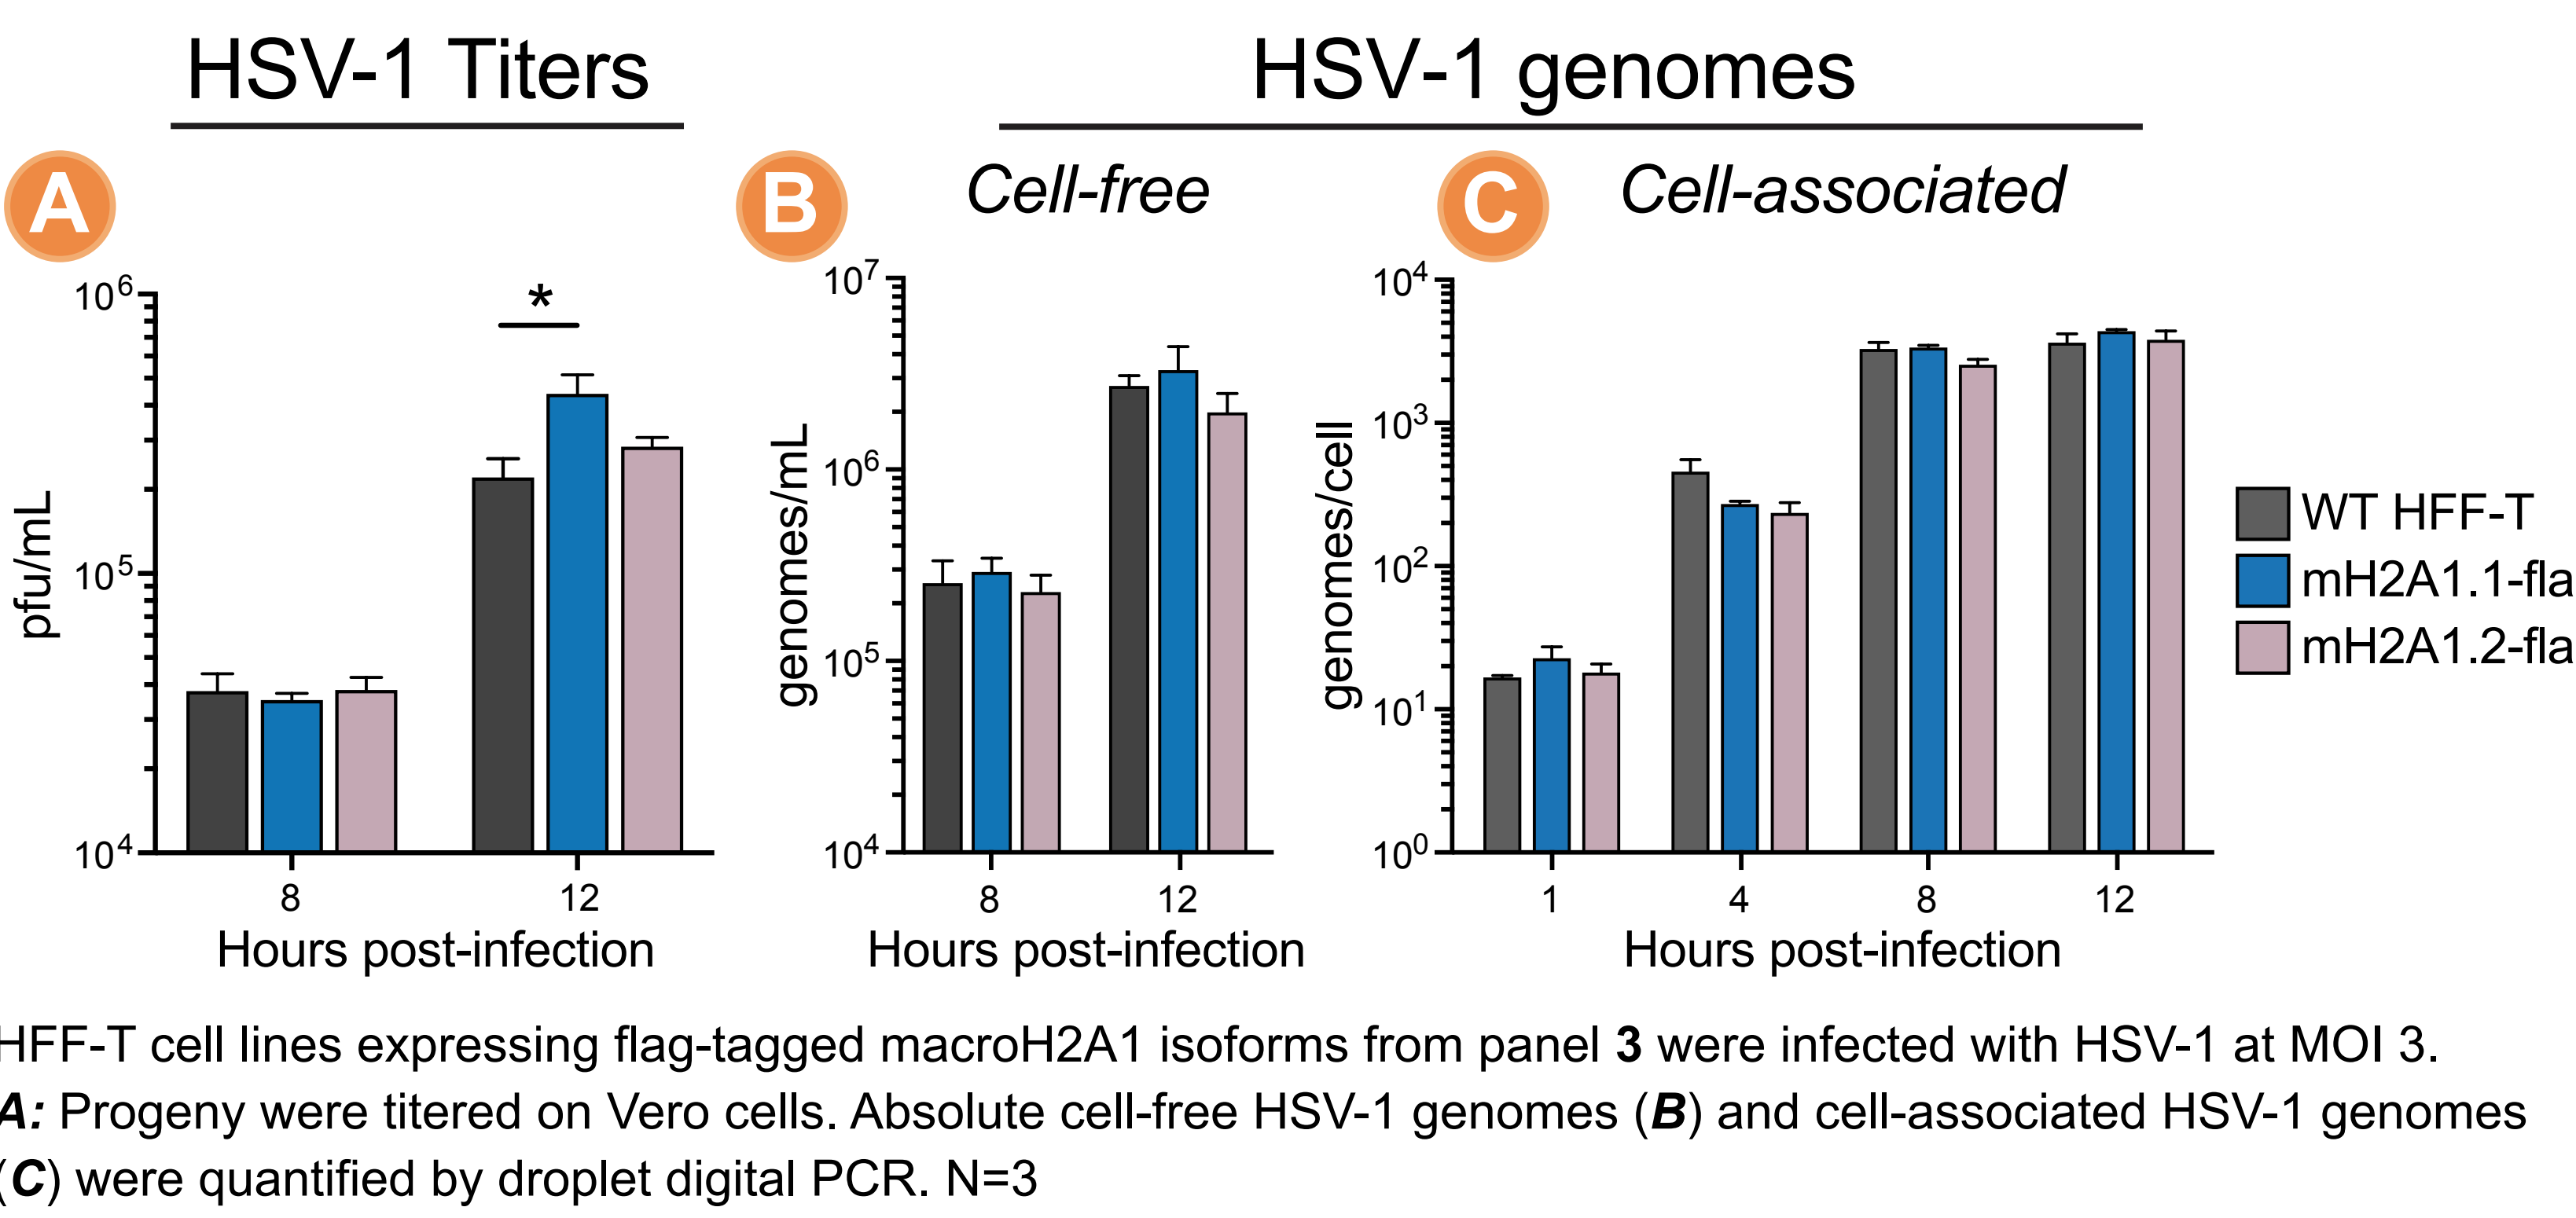 HSV-1 Titers
HSV-1 genomes
A
B
Cell-free
C
Cell-associated
*
10^6
10^5
10^4
pfu/mL
8
12
Hours post-infection
10^7
10^6
10^5
10^4
genomes/mL
8
12
Hours post-infection
10^4
10^3
10^2
10^1
10^0
genomes/cell
1
4
8
12
Hours post-infection
WT HFF-T
mH2A1.1-fla
mH2A1.2-fla
HFF-T cell lines expressing flag-tagged macroH2A1 isoforms from panel 3 were infected with HSV-1 at MOI 3.
A: Progeny were titered on Vero cells. Absolute cell-free HSV-1 genomes (B) and cell-associated HSV-1 genomes
(C) were quantified by droplet digital PCR. N=3